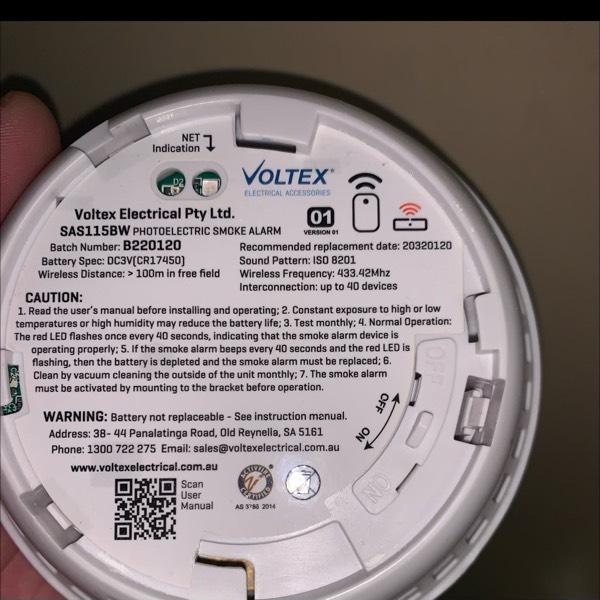 NET
Indication
D2
VOLTEX®
ELECTRICAL ACCESSORIES
Voltex Electrical Pty Ltd.
SAS115BW PHOTOELECTRIC SMOKE ALARM
01
VERSION 01
Batch Number: B220120
Battery Spec: DC3V(CR17450)
Wireless Distance: > 100m in free field
Recommended replacement date: 20320120
Sound Pattern: ISO 8201
Wireless Frequency: 433.42Mhz
Interconnection: up to 40 devices
CAUTION:
1. Read the user's manual before installing and operating; 2. Constant exposure to high or low
temperatures or high humidity may reduce the battery life; 3. Test monthly; 4. Normal Operation:
The red LED flashes once every 40 seconds, indicating that the smoke alarm device is
operating properly; 5. If the smoke alarm beeps every 40 seconds and the red LED is
flashing, then the battery is depleted and the smoke alarm must be replaced; 6.
Clean by vacuum cleaning the outside of the unit monthly; 7. The smoke alarm
must be activated by mounting to the bracket before operation.
OFF
OFF
ON
ON
WARNING: Battery not replaceable - See instruction manual.
Address: 38- 44 Panalatinga Road, Old Reynella, SA 5161
Phone: 1300 722 275 Email: sales@voltexelectrical.com.au
www.voltexelectrical.com.au
Scan
User
Manual
ACTIVFIRE
CERTIFIED
AS 3786 2014